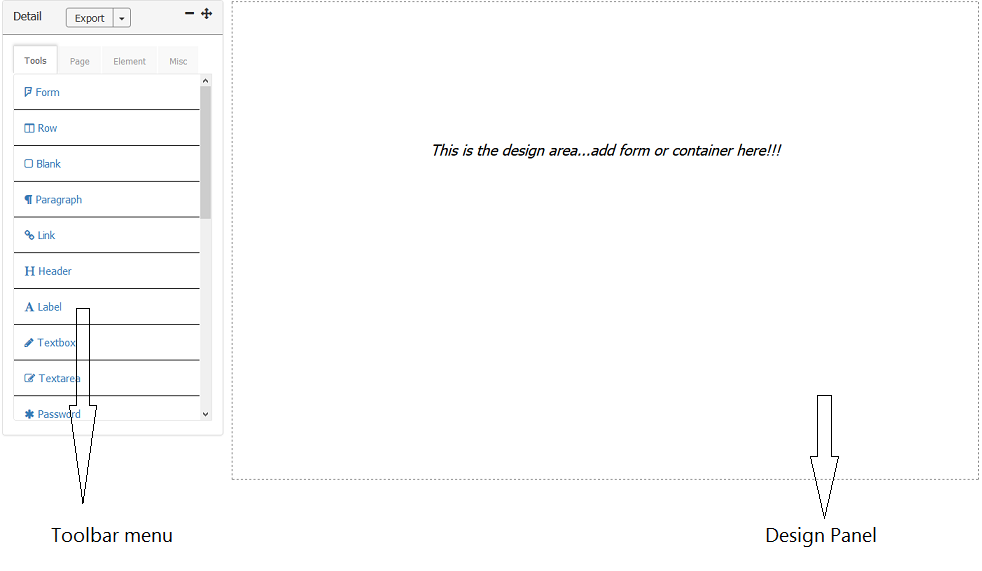 Detail Export
Tools Page Element Misc
Form
Row
Blank
Paragraph
Link
Header
Label
Textbox
Textarea
Password
This is the design area...add form or container here!!!
Toolbar menu
Design Panel